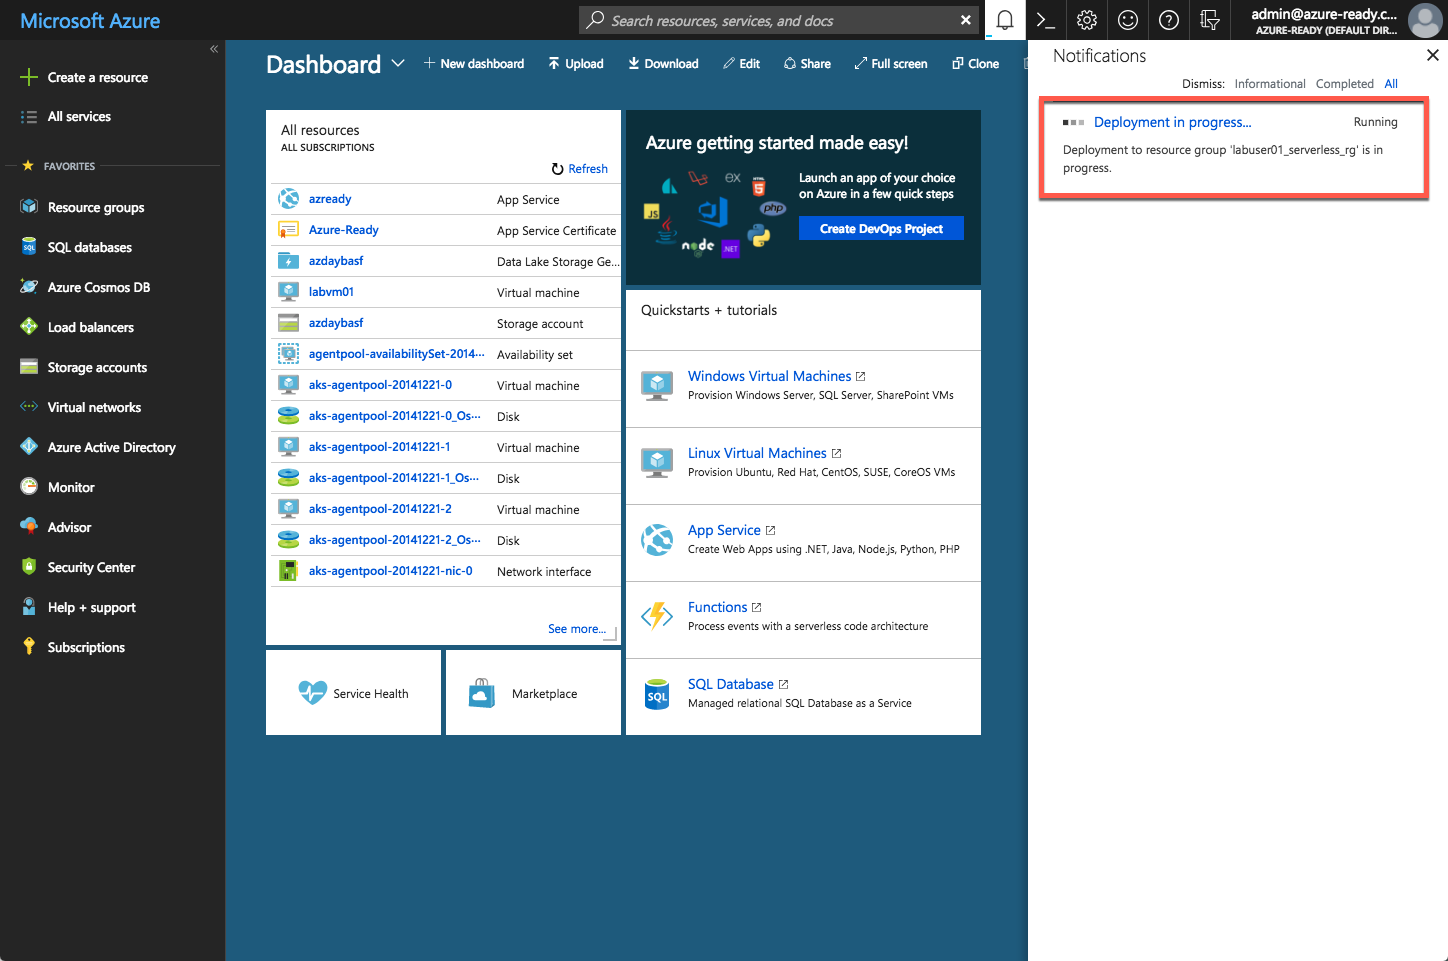 Microsoft Azure
Search resources, services, and docs
admin@azure-ready.c...
AZURE-READY (DEFAULT DIR...
Create a resource
All services
FAVORITES
Resource groups
SQL databases
Azure Cosmos DB
Load balancers
Storage accounts
Virtual networks
Azure Active Directory
Monitor
Advisor
Security Center
Help + support
Subscriptions
Dashboard
New dashboard
Upload
Download
Edit
Share
Full screen
Clone
All resources
ALL SUBSCRIPTIONS
Refresh
azready App Service
Azure-Ready App Service Certificate
azdaybasf Data Lake Storage Ge...
labvm01 Virtual machine
azdaybasf Storage account
agentpool-availabilitySet-2014··· Availability set
aks-agentpool-20141221-0 Virtual machine
aks-agentpool-20141221-0_Os··· Disk
aks-agentpool-20141221-1 Virtual machine
aks-agentpool-20141221-1_Os··· Disk
aks-agentpool-20141221-2 Virtual machine
aks-agentpool-20141221-2_Os··· Disk
aks-agentpool-20141221-nic-0 Network interface
See more...
Service Health
Marketplace
Azure getting started made easy!
Launch an app of your choice
on Azure in a few quick steps
Create DevOps Project
ex
HTML
5
JS
php
node
.NET
Quickstarts + tutorials
Windows Virtual Machines
Provision Windows Server, SQL Server, SharePoint VMs
Linux Virtual Machines
Provision Ubuntu, Red Hat, CentOS, SUSE, CoreOS VMs
App Service
Create Web Apps using .NET, Java, Node.js, Python, PHP
Functions
Process events with a serverless code architecture
SQL
SQL Database
Managed relational SQL Database as a Service
Notifications
Dismiss: Informational Completed All
Deployment in progress... Running
Deployment to resource group 'labuser01_serverless_rg' is in
progress.